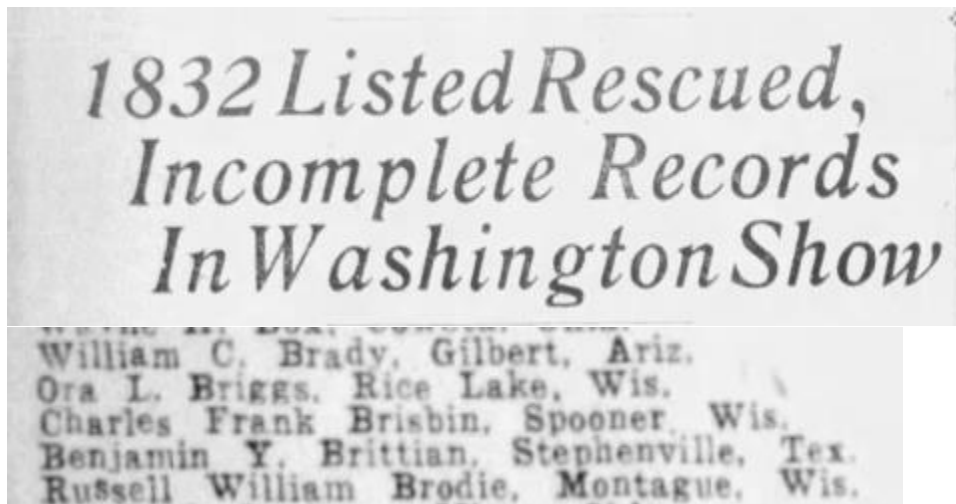 1832 Listed Rescued,
Incomplete Records
In Washington Show
William C. Brady, Gilbert, Ariz.
Ora L. Briggs, Rice Lake, Wis.
Charles Frank Brisbin, Spooner, Wis.
Benjamin Y. Brittian, Stephenville, Tex.
Russell William Brodie, Montague, Wis.